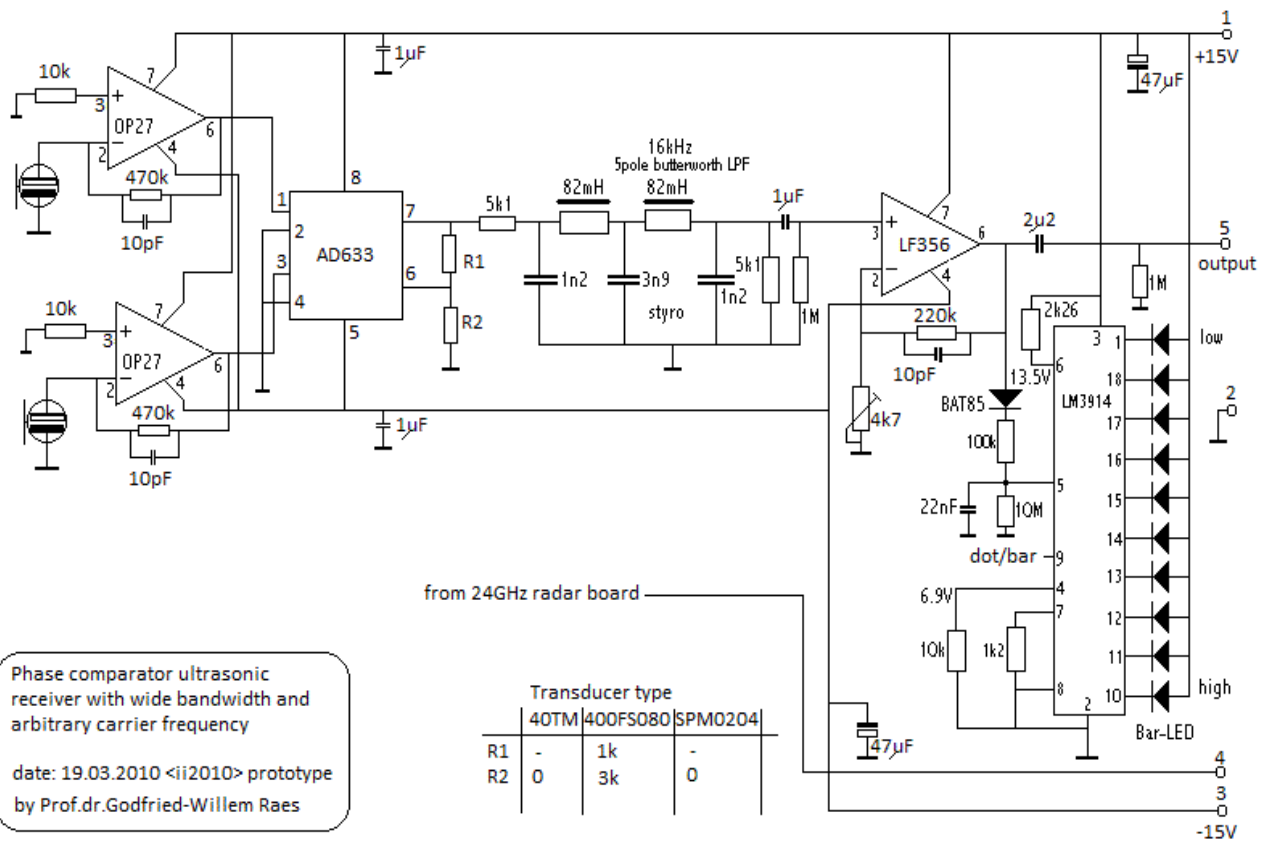 1
+15V
1µF
47µF
10k
7
3
+
OP27
6
4
-
2
470k
10pF
16kHz
5pole butterworth LPF
82mH
82mH
1µF
5k1
8
1
2
3
4
7
6
5
AD633
R1
R2
1n2
3n9
1n2
styro
5k1
1M
+
3
7
LF356
6
-
2
4
2µ2
5
output
1M
10k
7
3
+
OP27
6
4
-
2
470k
10pF
1µF
220k
10pF
4k7
2k26
13.5V
BAT85
100k
22nF
10M
dot/bar
6.9V
10k
1k2
3
6
LM3914
5
9
4
7
8
2
1
18
17
16
15
14
13
12
11
10
low
high
Bar-LED
2
from 24GHz radar board
47µF
4
3
-15V
Phase comparator ultrasonic
receiver with wide bandwidth and
arbitrary carrier frequency
date: 19.03.2010 <ii2010> prototype
by Prof.dr.Godfried-Willem Raes
Transducer type
40TM 400FS080 SPM0204
R1 - 1k -
R2 0 3k 0